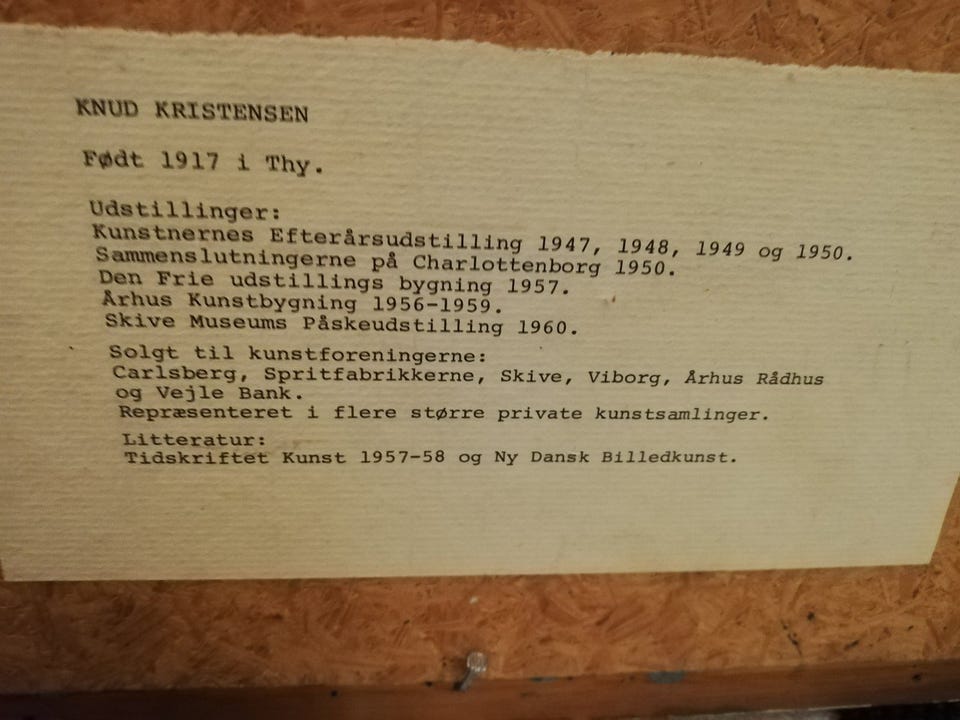 KNUD KRISTENSEN
Født 1917 i Thy.
Udstillinger:
Kunstnernes Efterårsudstilling 1947, 1948, 1949 og 1950.
Sammenslutningerne på Charlottenborg 1950.
Den Frie udstillings bygning 1957.
Århus Kunstbygning 1956-1959.
Skive Museums Påskeudstilling 1960.
Solgt til kunstforeningerne:
Carlsberg, Spritfabrikkerne, Skive, Viborg, Århus Rådhus
og Vejle Bank.
Repræsenteret i flere større private kunstsamlinger.
Litteratur:
Tidskriftet Kunst 1957-58 og Ny Dansk Billedkunst.